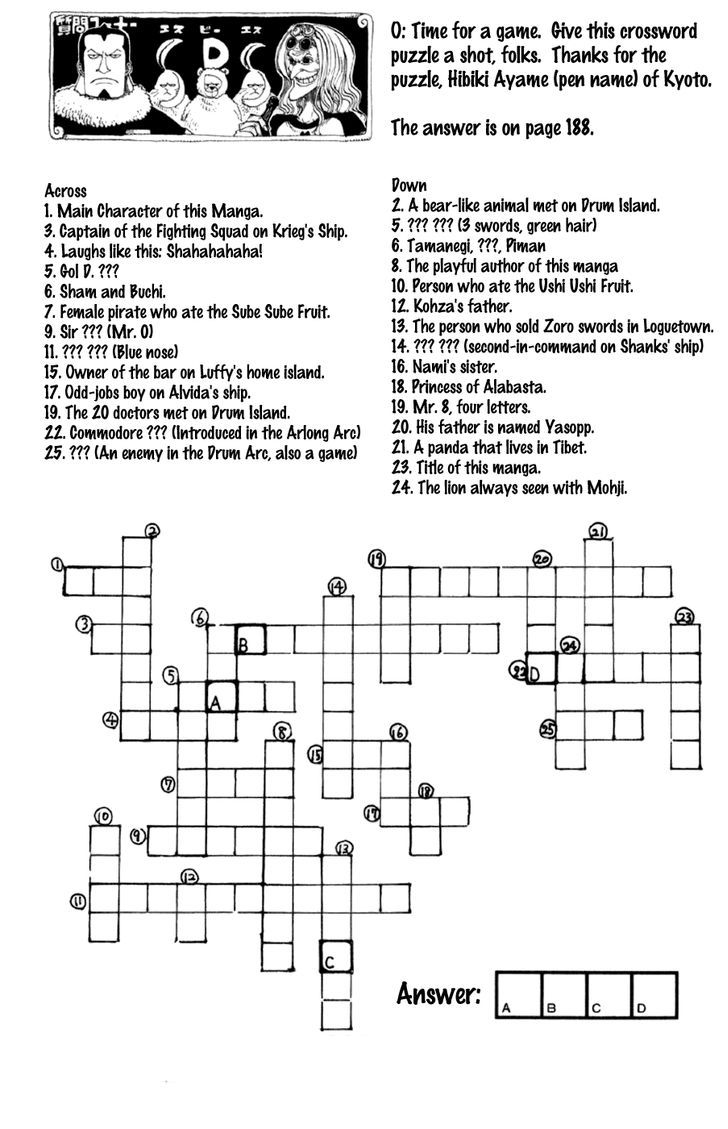 質問コーナー
エス ピー エス
D
O: Time for a game. Give this crossword
puzzle a shot, folks. Thanks for the
puzzle, Hibiki Ayame (pen name) of Kyoto.
The answer is on page 188.
Across
1. Main Character of this Manga.
3. Captain of the Fighting Squad on Krieg's Ship.
4. Laughs like this: Shahahahaha!
5. Gol D. ???
6. Sham and Buchi.
7. Female pirate who ate the Sube Sube Fruit.
9. Sir ??? (Mr. 0)
11. ??? ??? (Blue nose)
15. Owner of the bar on Luffy's home island.
17. Odd-jobs boy on Alvida's ship.
19. The 20 doctors met on Drum Island.
22. Commodore ??? (Introduced in the Arlong Arc)
25. ??? (An enemy in the Drum Arc, also a game)
Down
2. A bear-like animal met on Drum Island.
5. ??? ??? (3 swords, green hair)
6. Tamanegi, ???, Piman
8. The playful author of this manga
10. Person who ate the Ushi Ushi Fruit.
12. Kohza's father.
13. The person who sold Zoro swords in Loguetown.
14. ??? ??? (second-in-command on Shanks' ship)
16. Nami's sister.
18. Princess of Alabasta.
19. Mr. 8, four letters.
20. His father is named Yasopp.
21. A panda that lives in Tibet.
23. Title of this manga.
24. The lion always seen with Mohji.
2
21
1
19
20
14
3
6
B
23
24
5
22
D
A
4
8
25
15
16
7
18
17
10
9
13
12
11
C
Answer:
A B C D